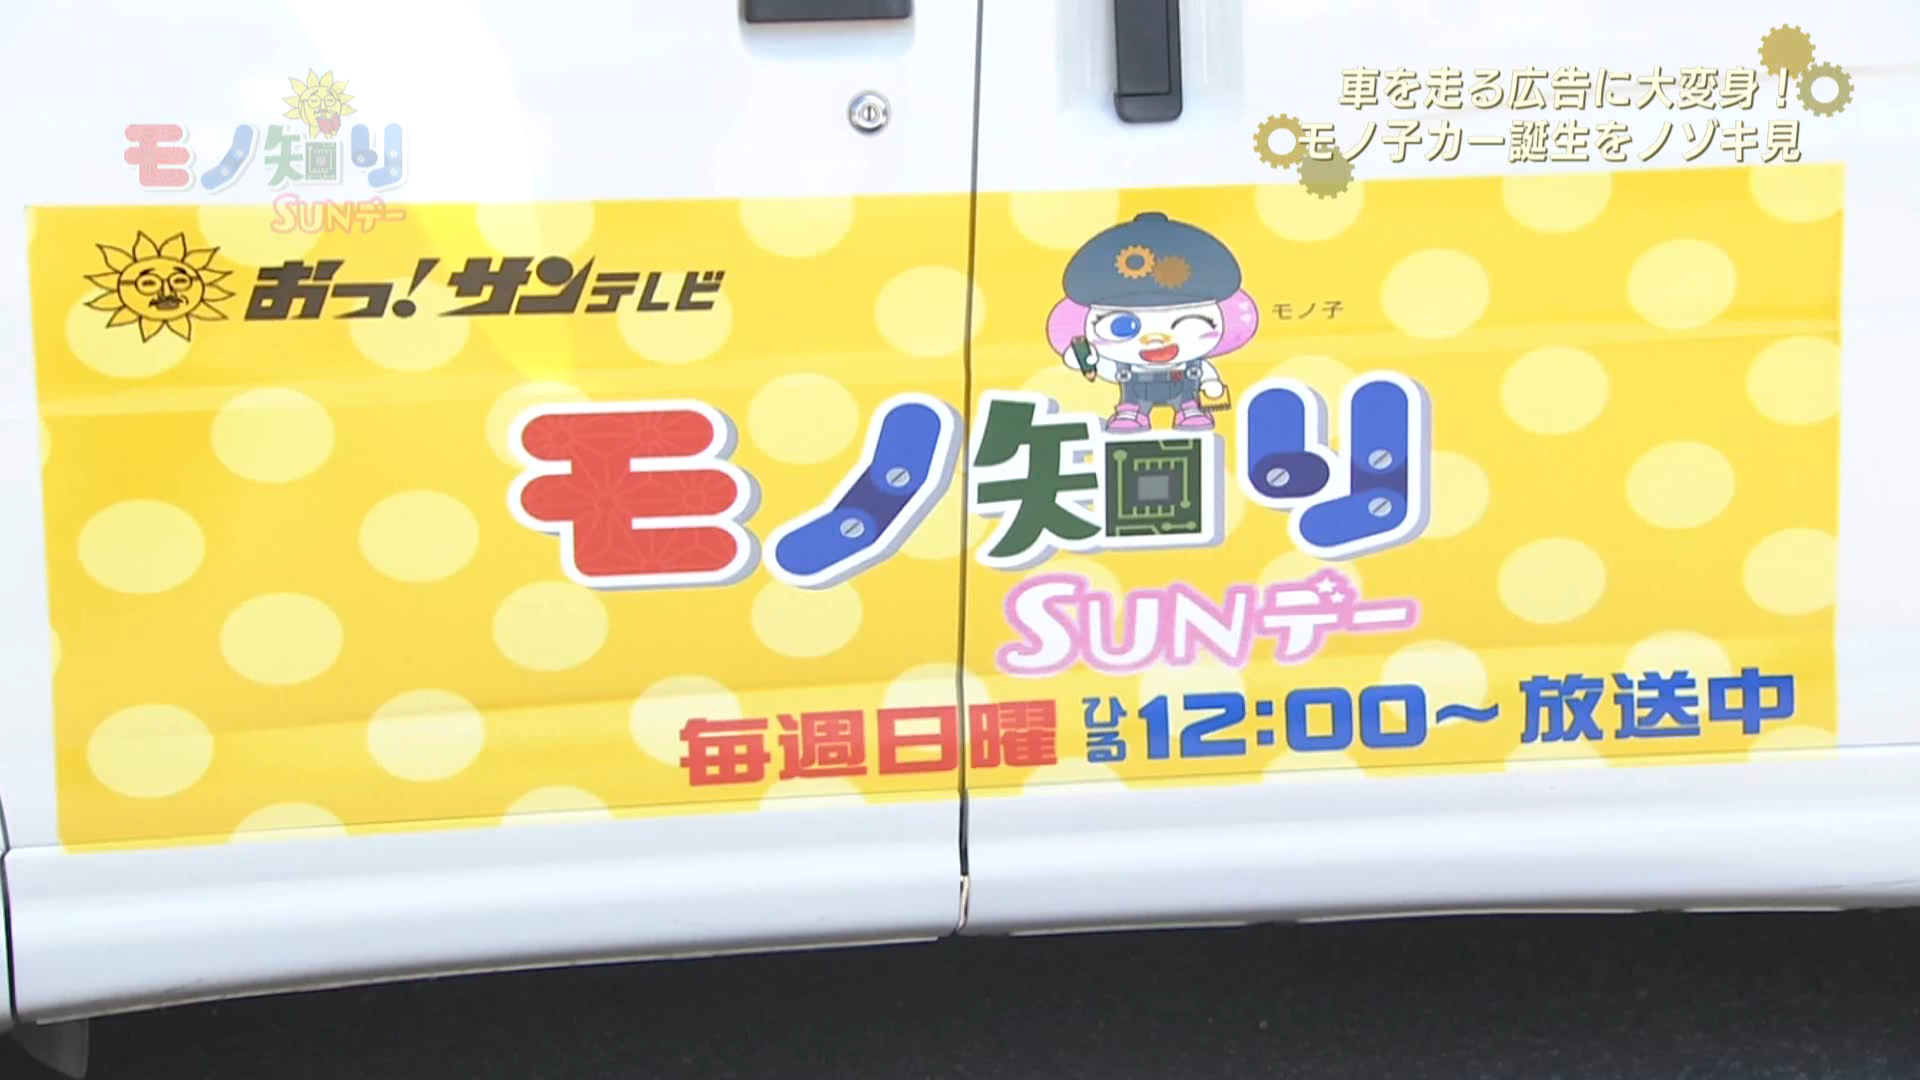 車を走る広告に大変身！
モノ子カー誕生をノゾキ見
モノ知り
SUNデー
おっ！サンテレビ
モノ子
モノ知り
SUNデー
毎週日曜 ひる12:00～放送中